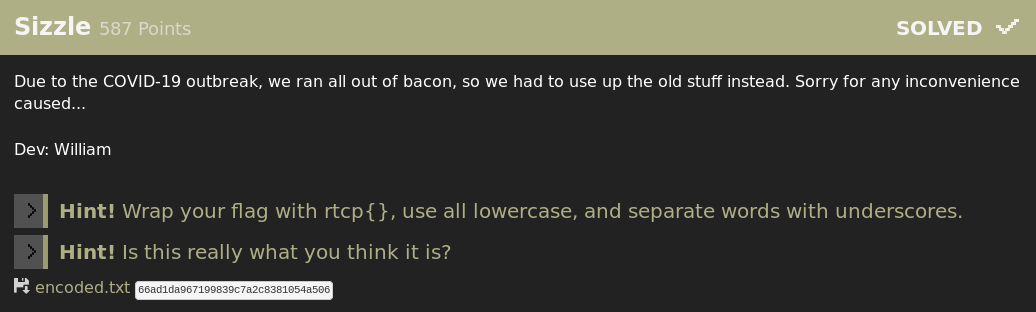 Sizzle 587 Points SOLVED
Due to the COVID-19 outbreak, we ran all out of bacon, so we had to use up the old stuff instead. Sorry for any inconvenience
caused...
Dev: William
Hint! Wrap your flag with rtcp{}, use all lowercase, and separate words with underscores.
Hint! Is this really what you think it is?
encoded.txt 66ad1da967199839c7a2c8381054a506